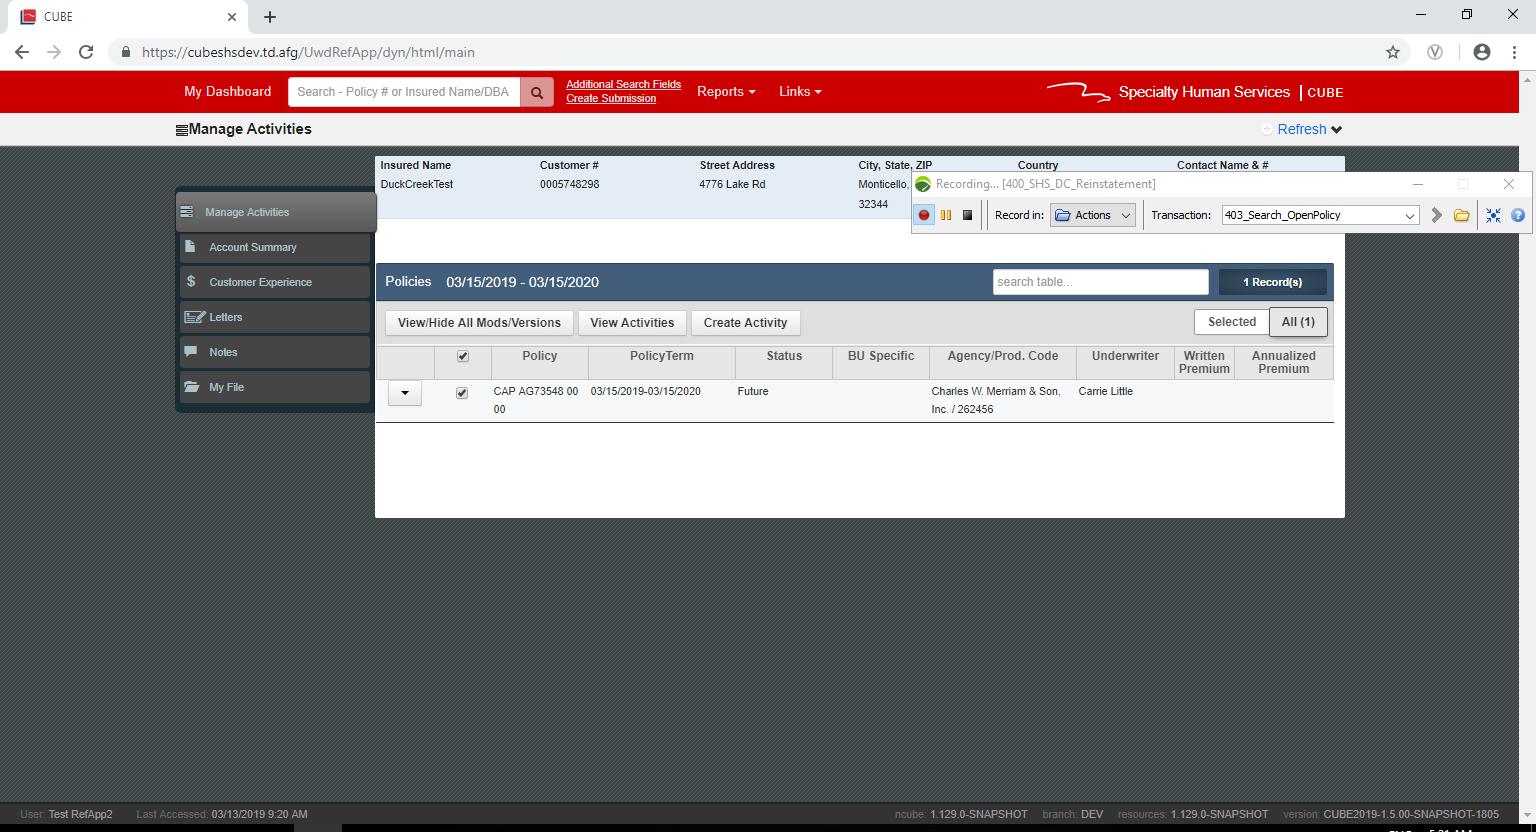 CUBE
https://cubeshsdev.td.afg/UwdRefApp/dyn/html/main
My Dashboard
Search - Policy # or Insured Name/DBA
Additional Search Fields
Create Submission
Reports
Links
Specialty Human Services | CUBE
Manage Activities
Refresh
Insured Name Customer # Street Address City, State, ZIP Country Contact Name & #
DuckCreekTest 0005748298 4776 Lake Rd Monticello,
32344
Recording... [400_SHS_DC_Reinstatement]
Record in: Actions Transaction: 403_Search_OpenPolicy
Manage Activities
Account Summary
Customer Experience
Letters
Notes
My File
Policies 03/15/2019 - 03/15/2020 search table... 1 Record(s)
View/Hide All Mods/Versions View Activities Create Activity Selected All (1)
Policy PolicyTerm Status BU Specific Agency/Prod. Code Underwriter Written Premium Annualized Premium
CAP AG73548 00 03/15/2019-03/15/2020 Future Charles W. Merriam & Son, Carrie Little
00 Inc. / 262456
User: Test RefApp2 Last Accessed: 03/13/2019 9:20 AM ncube: 1.129.0-SNAPSHOT branch: DEV resources: 1.129.0-SNAPSHOT version: CUBE2019-1.5.00-SNAPSHOT-1805